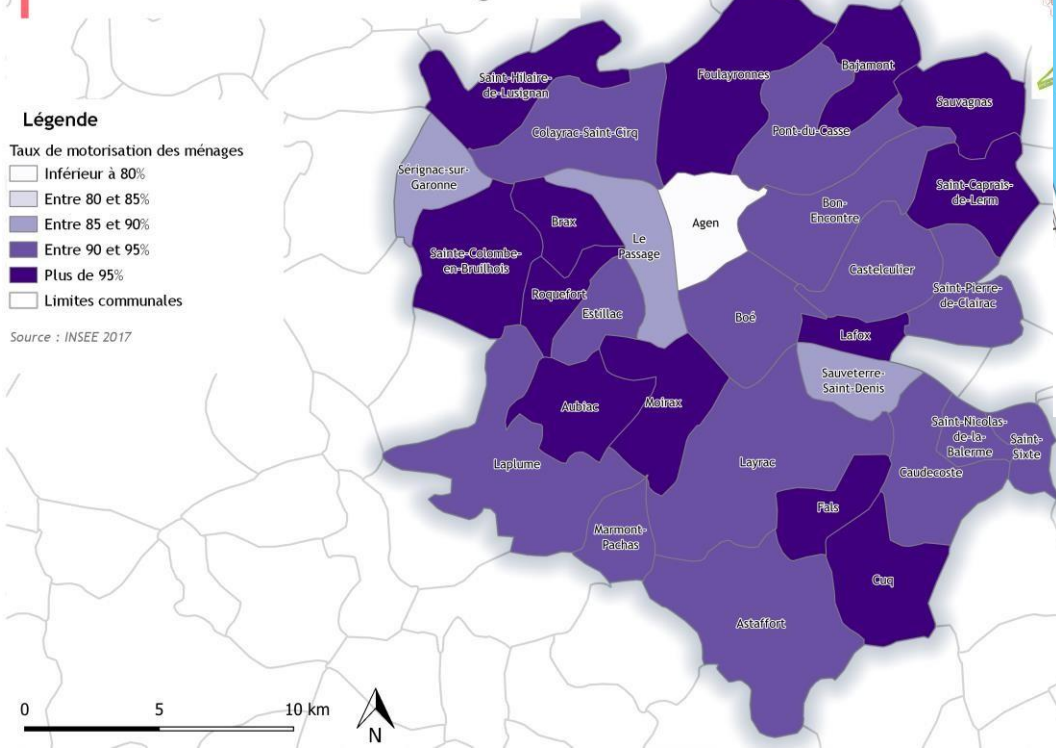 Légende
Taux de motorisation des ménages
Inférieur à 80%
Entre 80 et 85%
Entre 85 et 90%
Entre 90 et 95%
Plus de 95%
Limites communales
Source : INSEE 2017
Saint-Hilaire-
de-Lusignan
Foulayronnes
Bajamont
Sauvagnas
Colayrac-Saint-Cirq
Pont-du-Casse
Sérignac-sur-
Garonne
Saint-Caprais-
de-Lerm
Brax
Agen
Bon-
Encontre
Le
Passage
Sainte-Colombe-
en-Bruilhois
Castelculier
Roquefort
Estillac
Saint-Pierre-
de-Clairac
Boé
Lafox
Sauveterre-
Saint-Denis
Aubiac
Moirax
Saint-Nicolas-
de-la-
Balerme
Saint-
Sixte
Laplume
Layrac
Caudecoste
Fals
Marmont-
Pachas
Cuq
Astaffort
0 5 10 km
N